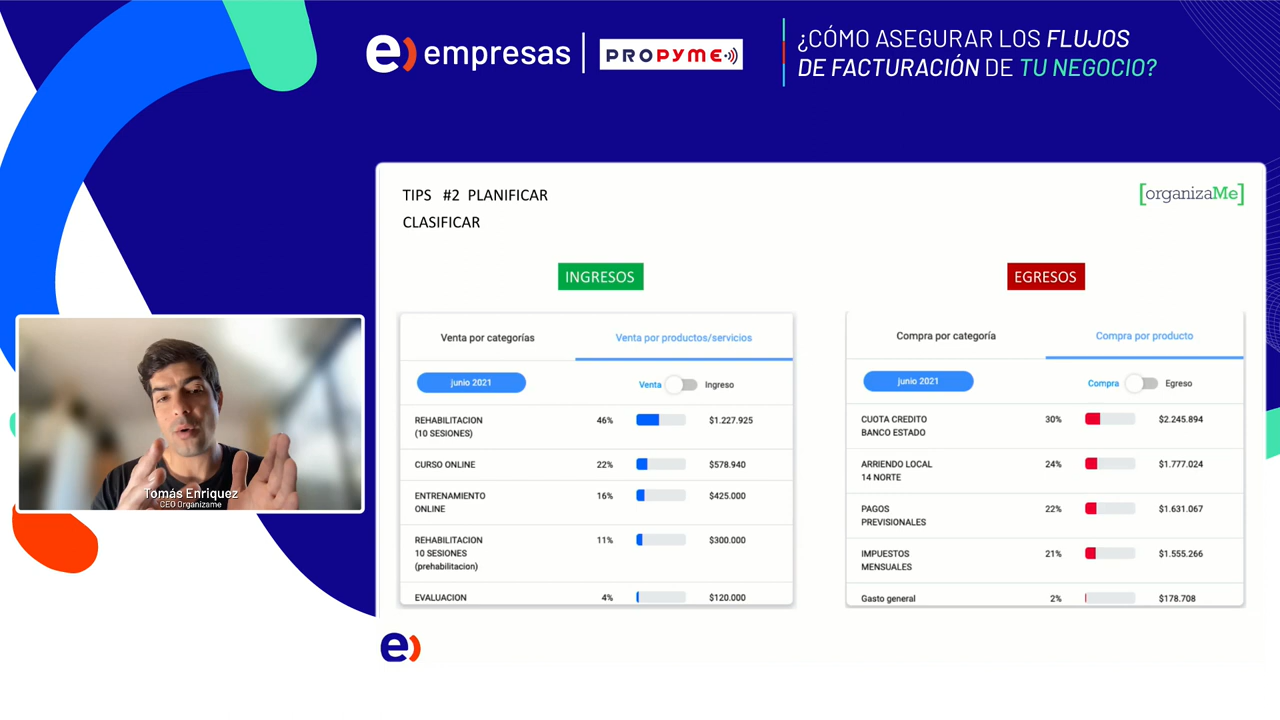 e) empresas
PROPYME
¿CÓMO ASEGURAR LOS FLUJOS
DE FACTURACIÓN DE TU NEGOCIO?
TIPS #2 PLANIFICAR
CLASIFICAR
[organizaMe]
INGRESOS
Venta por categorías
Venta por productos/servicios
junio 2021
Venta
Ingreso
REHABILITACION
(10 SESIONES)
46%
$1.227.925
CURSO ONLINE
22%
$578.940
ENTRENAMIENTO
ONLINE
16%
$425.000
REHABILITACION
10 SESIONES
(prehabilitacion)
11%
$300.000
EVALUACION
4%
$120.000
EGRESOS
Compra por categoría
Compra por producto
junio 2021
Compra
Egreso
CUOTA CREDITO
BANCO ESTADO
30%
$2.245.894
ARRIENDO LOCAL
14 NORTE
24%
$1.777.024
PAGOS
PREVISIONALES
22%
$1.631.067
IMPUESTOS
MENSUALES
21%
$1.555.266
Gasto general
2%
$178.708
Tomás Enriquez
CEO Organízame
e)